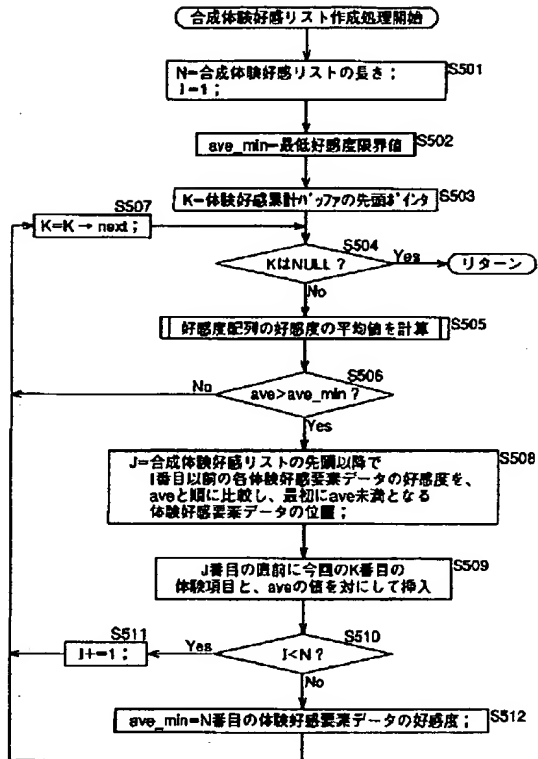 合成体験好感リスト作成処理開始
N=合成体験好感リストの長さ;
I=1;
S501
ave_min=最低好感度限界値
S502
K=体験好感累計バッファの先頭ポインタ
S503
S507
K=K → next;
S504
KはNULL?
Yes
リターン
No
好感度配列の好感度の平均値を計算
S505
S506
ave>ave_min?
No
Yes
J=合成体験好感リストの先頭以降で
I番目以前の各体験好感要素データの好感度を、
aveと順に比較し、最初にave未満となる
体験好感要素データの位置;
S508
J番目の直前に今回のK番目の
体験項目と、aveの値を対にして挿入
S509
S510
I<N?
Yes
S511
I+=1;
No
ave_min=N番目の体験好感要素データの好感度;
S512